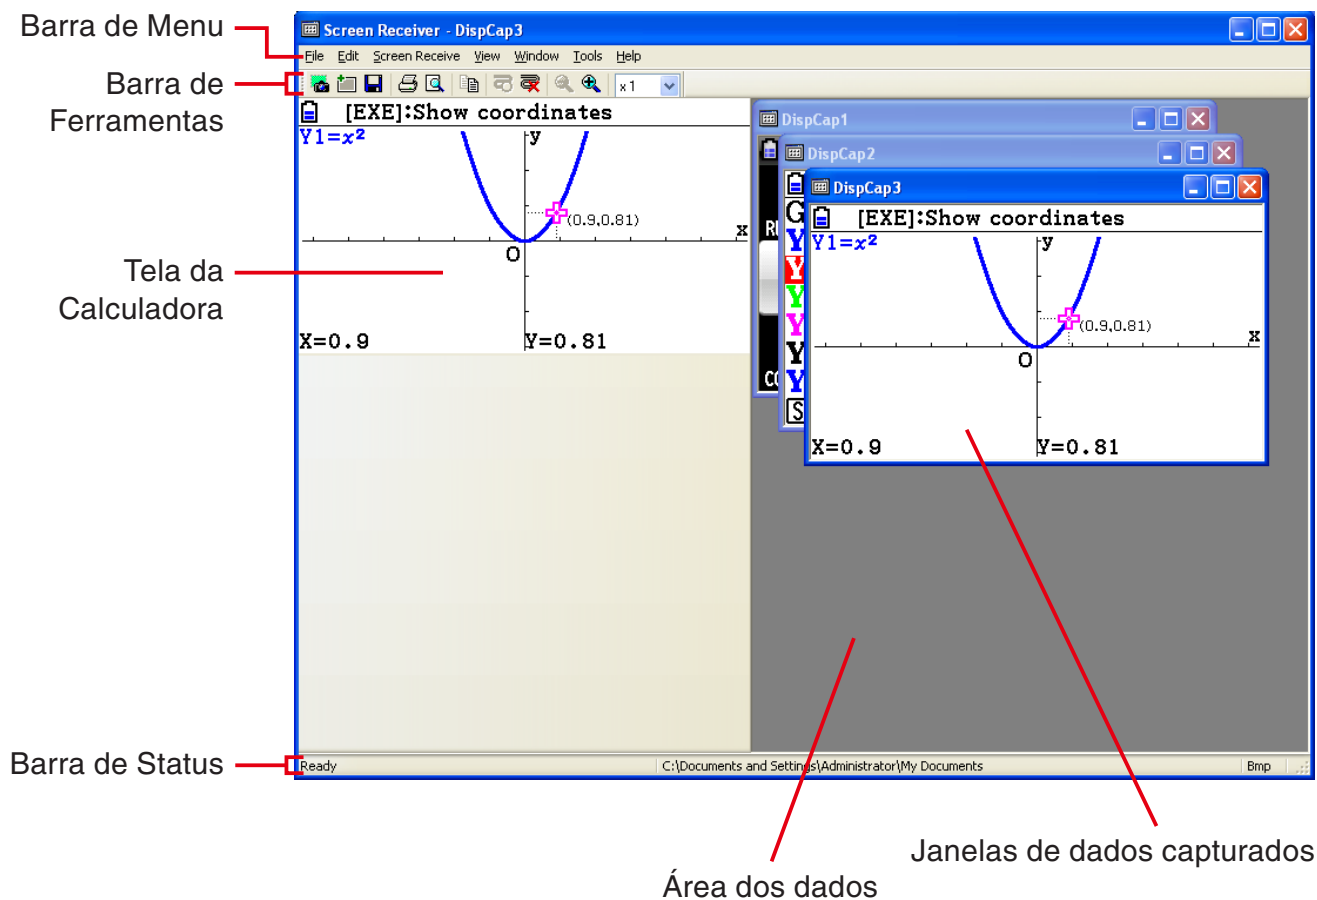 Barra de Menu
Barra de
Ferramentas
Tela da
Calculadora
Barra de Status
Screen Receiver - DispCap3
File Edit Screen Receive View Window Tools Help
x1
[EXE]:Show coordinates
Y1=x²
y
(0.9,0.81)
x
O
X=0.9 Y=0.81
DispCap1
DispCap2
G
Y
Y
Y
Y
Y
Y
S
DispCap3
[EXE]:Show coordinates
Y1=x²
y
(0.9,0.81)
x
O
X=0.9 Y=0.81
Ready C:\Documents and Settings\Administrator\My Documents Bmp
Janelas de dados capturados
Área dos dados